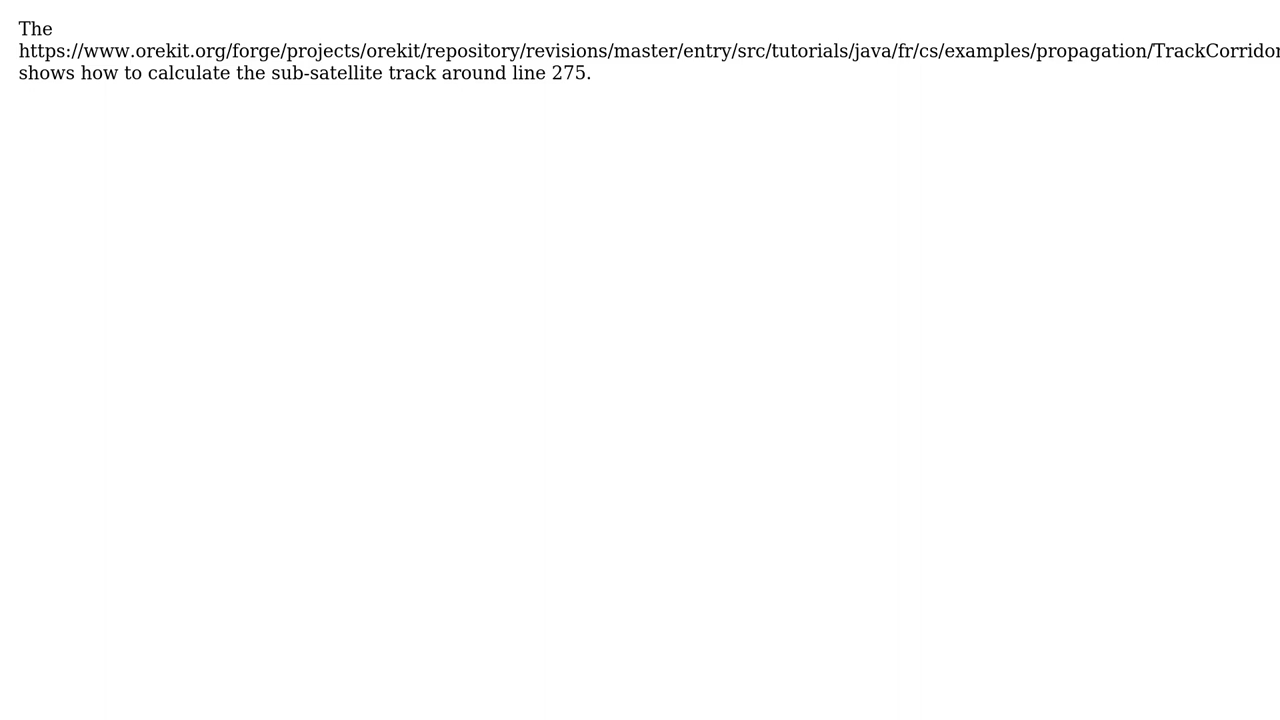 The
https://www.orekit.org/forge/projects/orekit/repository/revisions/master/entry/src/tutorials/java/fr/cs/examples/propagation/TrackCorridor
shows how to calculate the sub-satellite track around line 275.